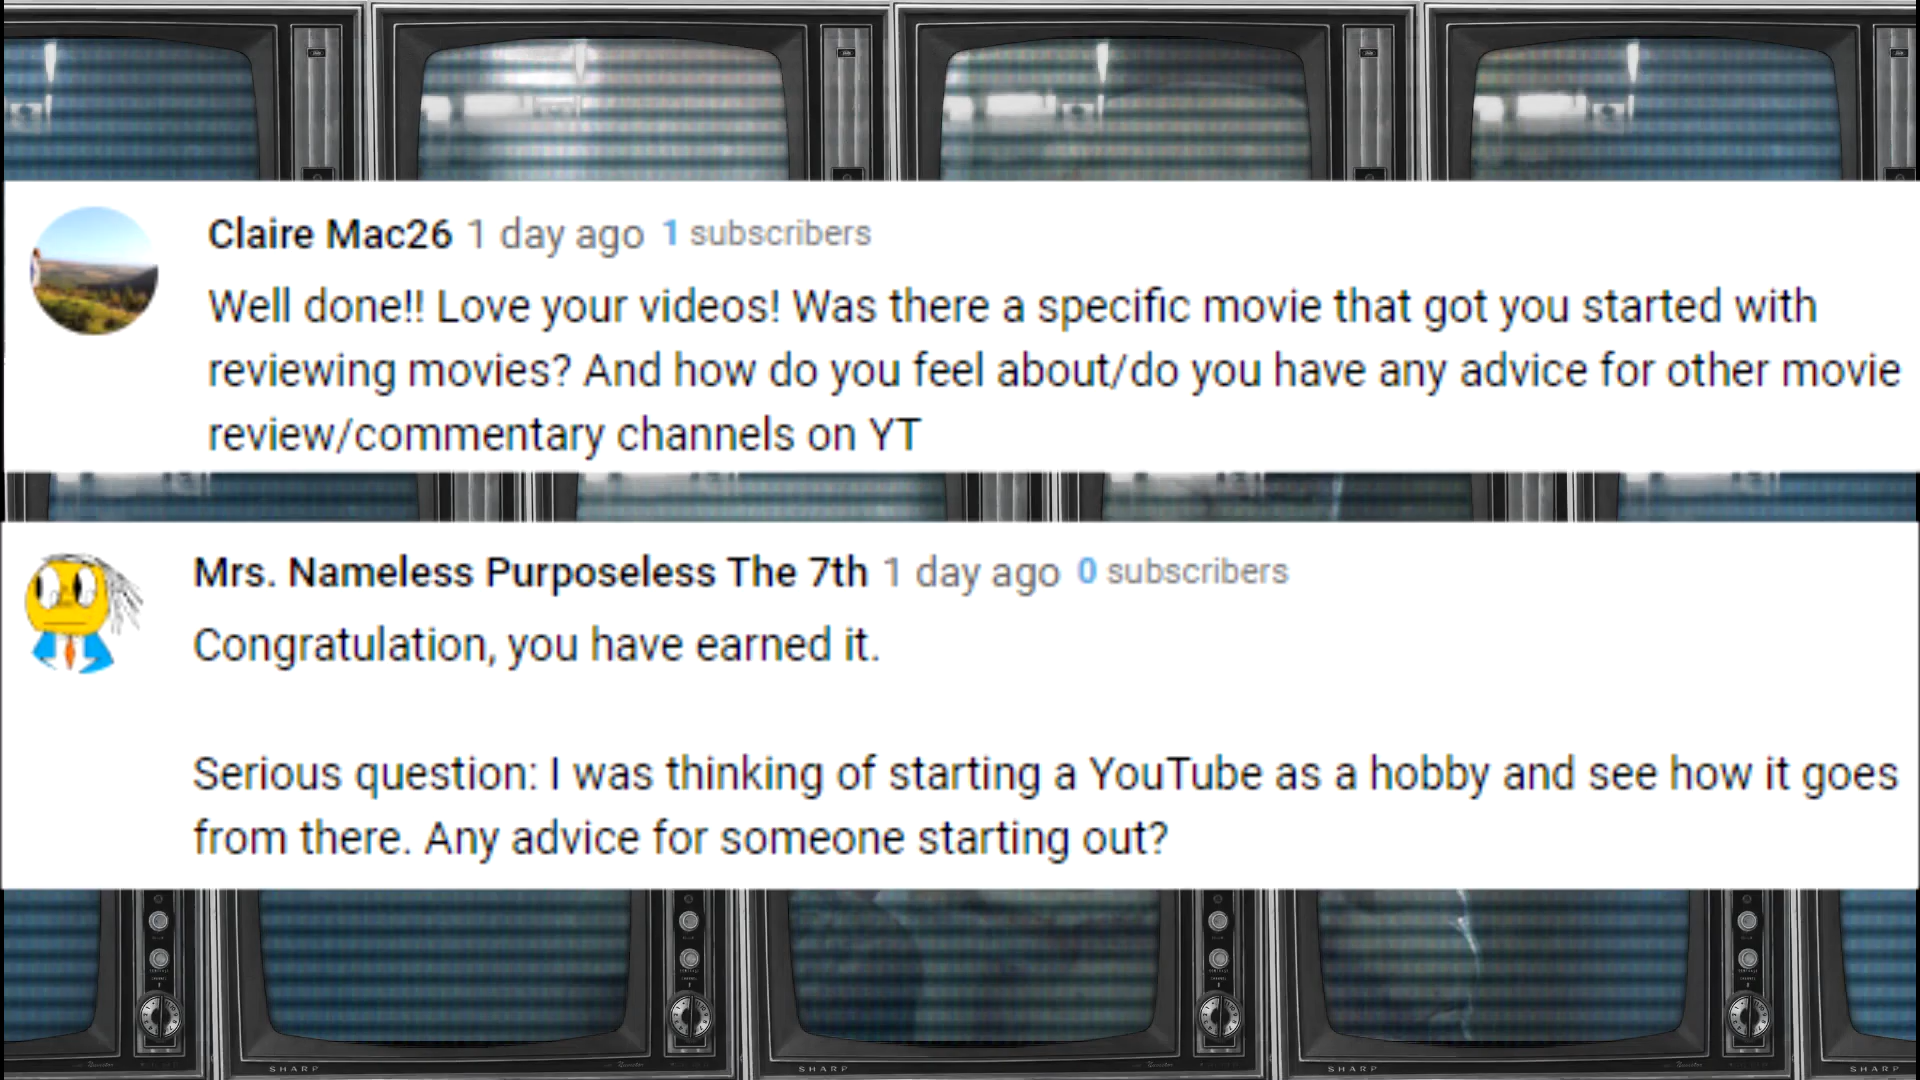 Claire Mac26 1 day ago 1 subscribers
Well done!! Love your videos! Was there a specific movie that got you started with
reviewing movies? And how do you feel about/do you have any advice for other movie
review/commentary channels on YT
Mrs. Nameless Purposeless The 7th 1 day ago 0 subscribers
Congratulation, you have earned it.
Serious question: I was thinking of starting a YouTube as a hobby and see how it goes
from there. Any advice for someone starting out?
SHARP
SHARP
SHARP
SHARP